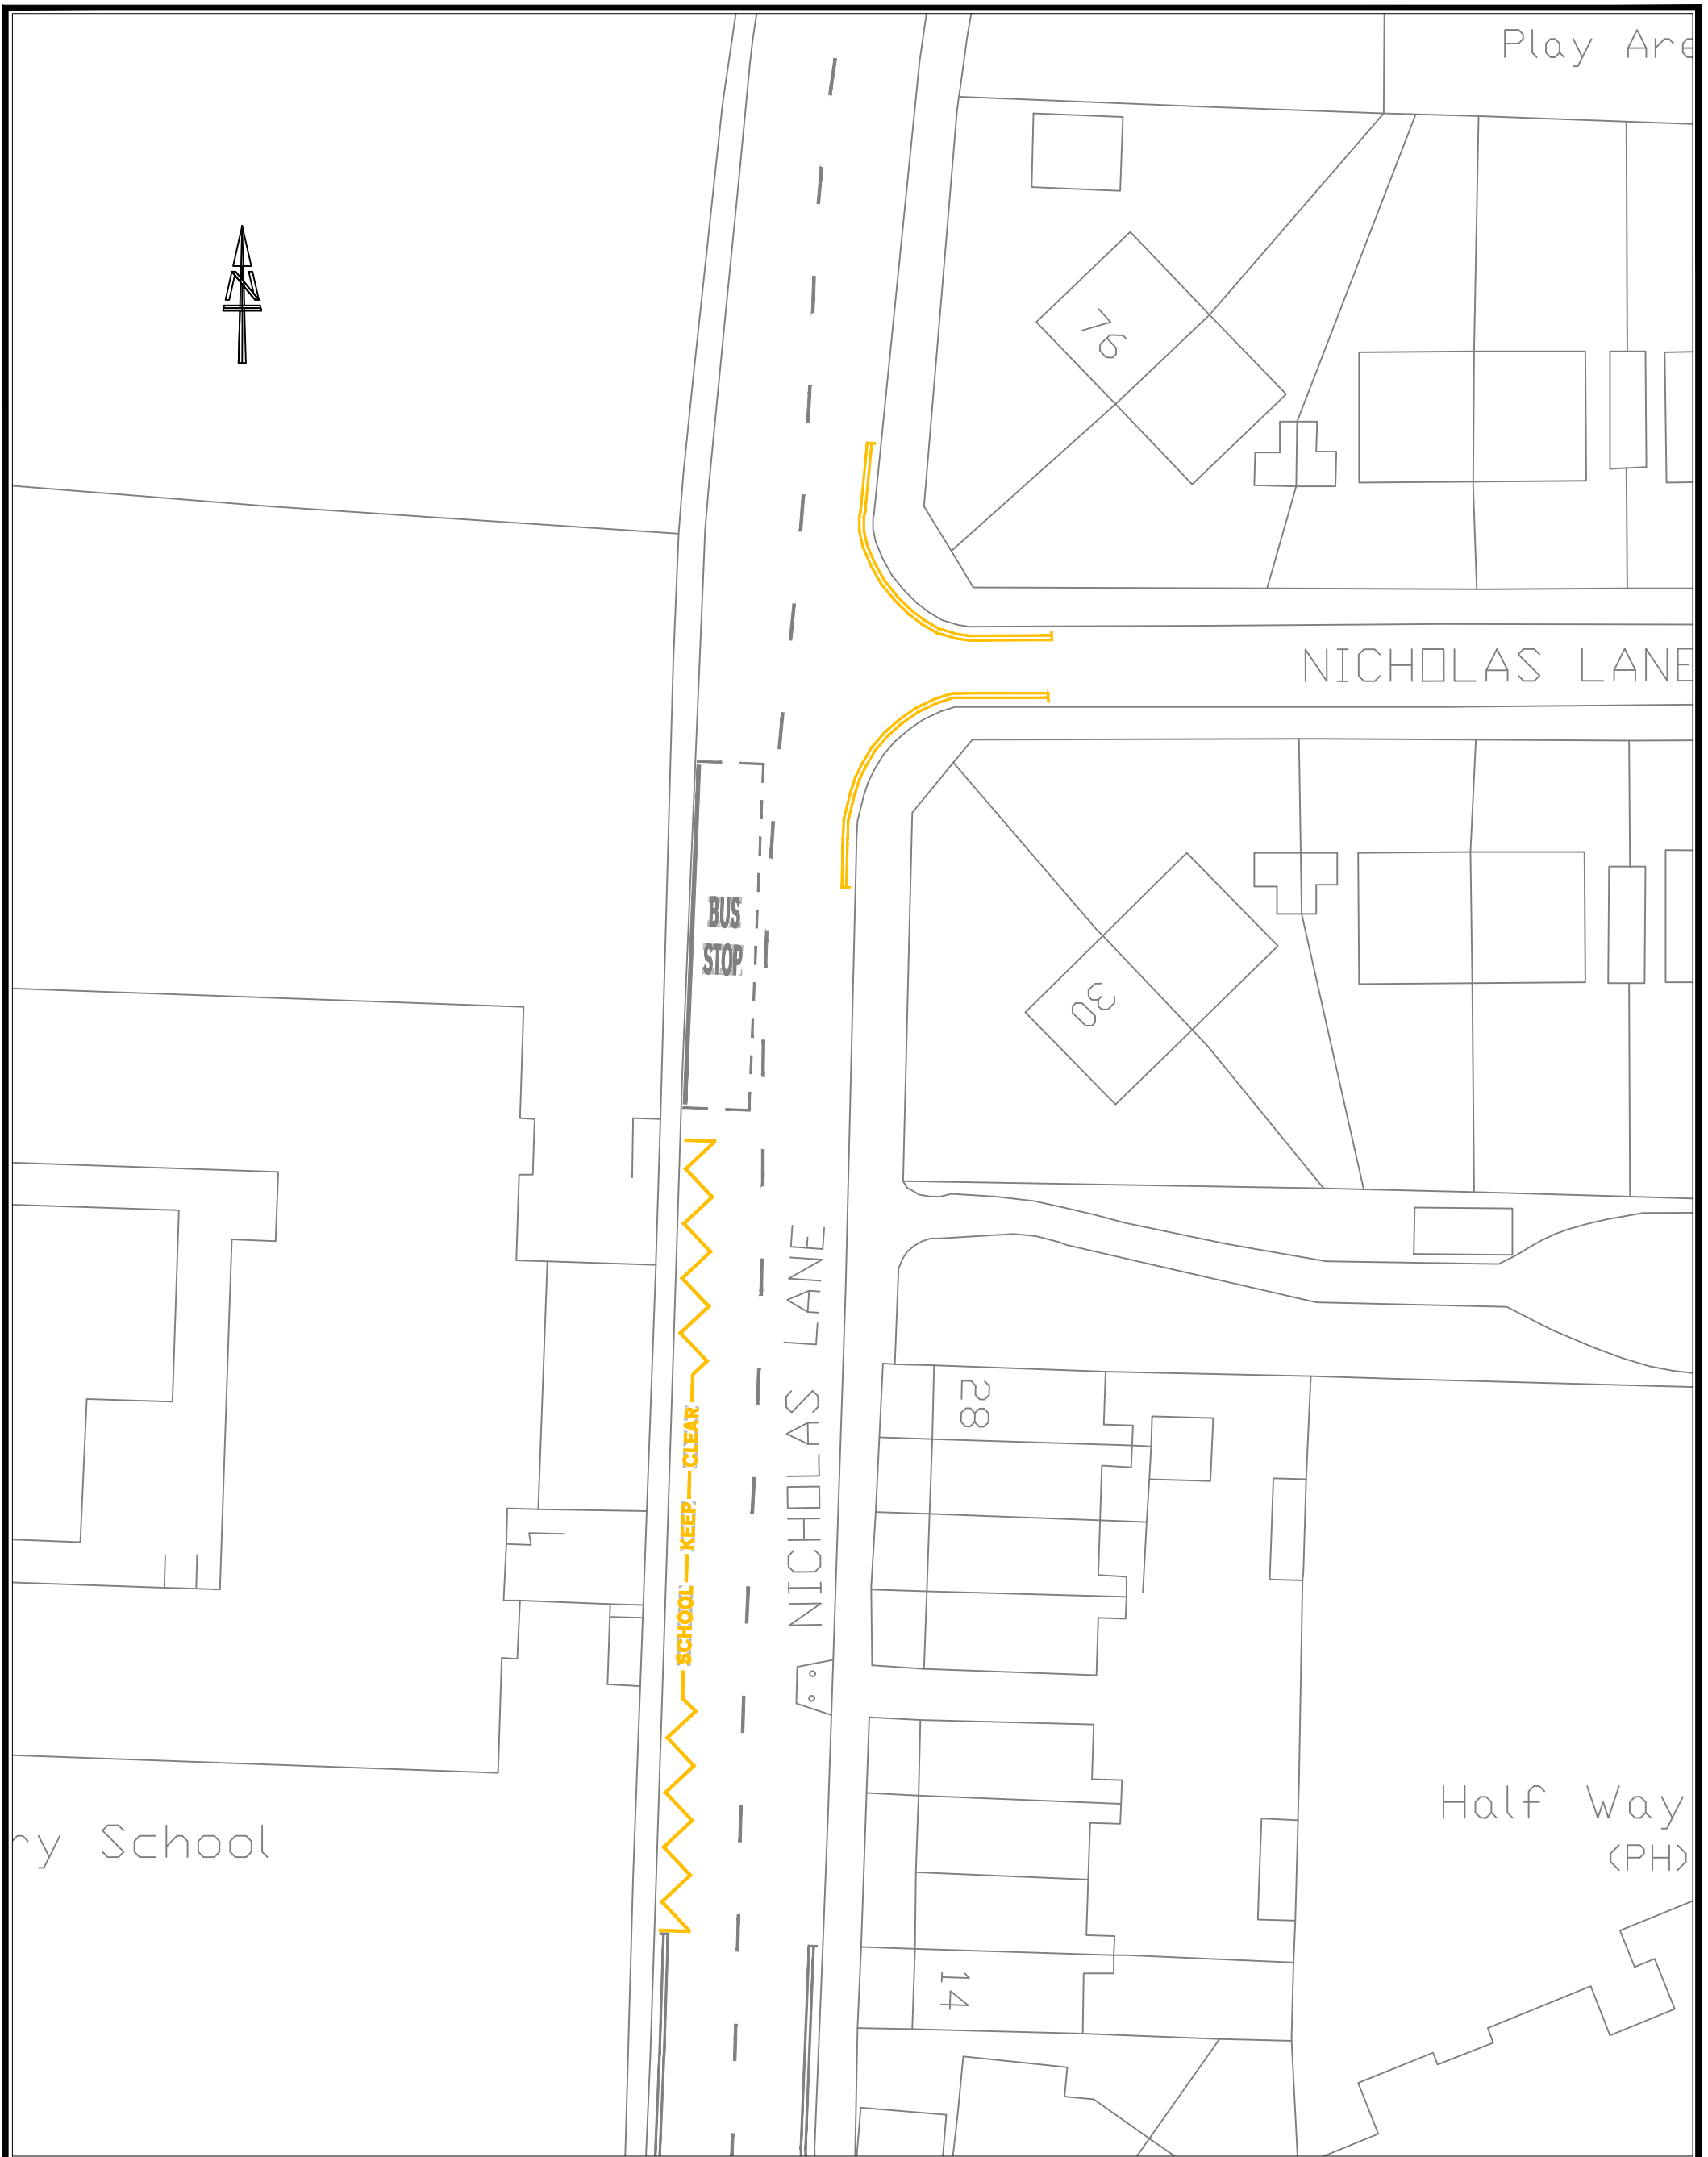 Play Are
N
76
NICHOLAS LANE
BUS
STOP
30
NICHOLAS LANE
28
SCHOOL KEEP CLEAR
Half Way
(PH)
ry School
14